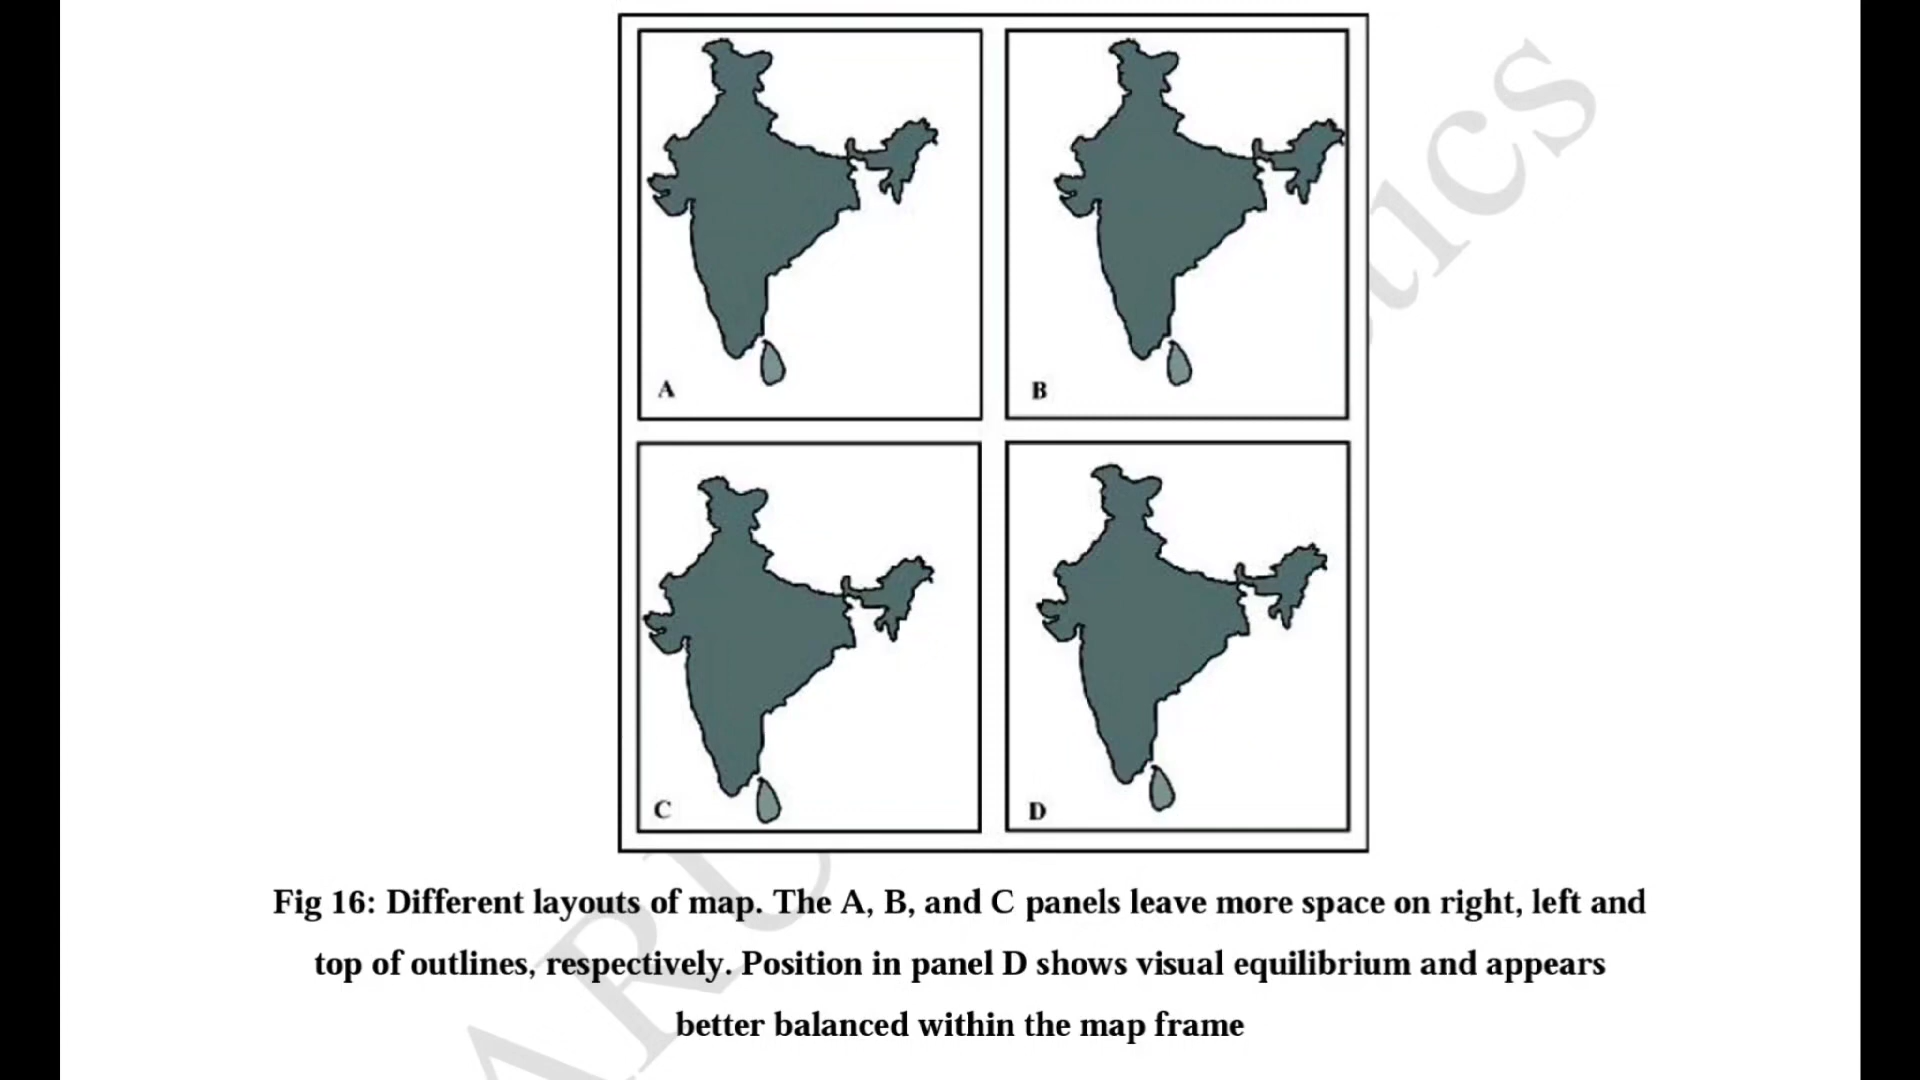 A
B
C
D
Fig 16: Different layouts of map. The A, B, and C panels leave more space on right, left and
top of outlines, respectively. Position in panel D shows visual equilibrium and appears
better balanced within the map frame